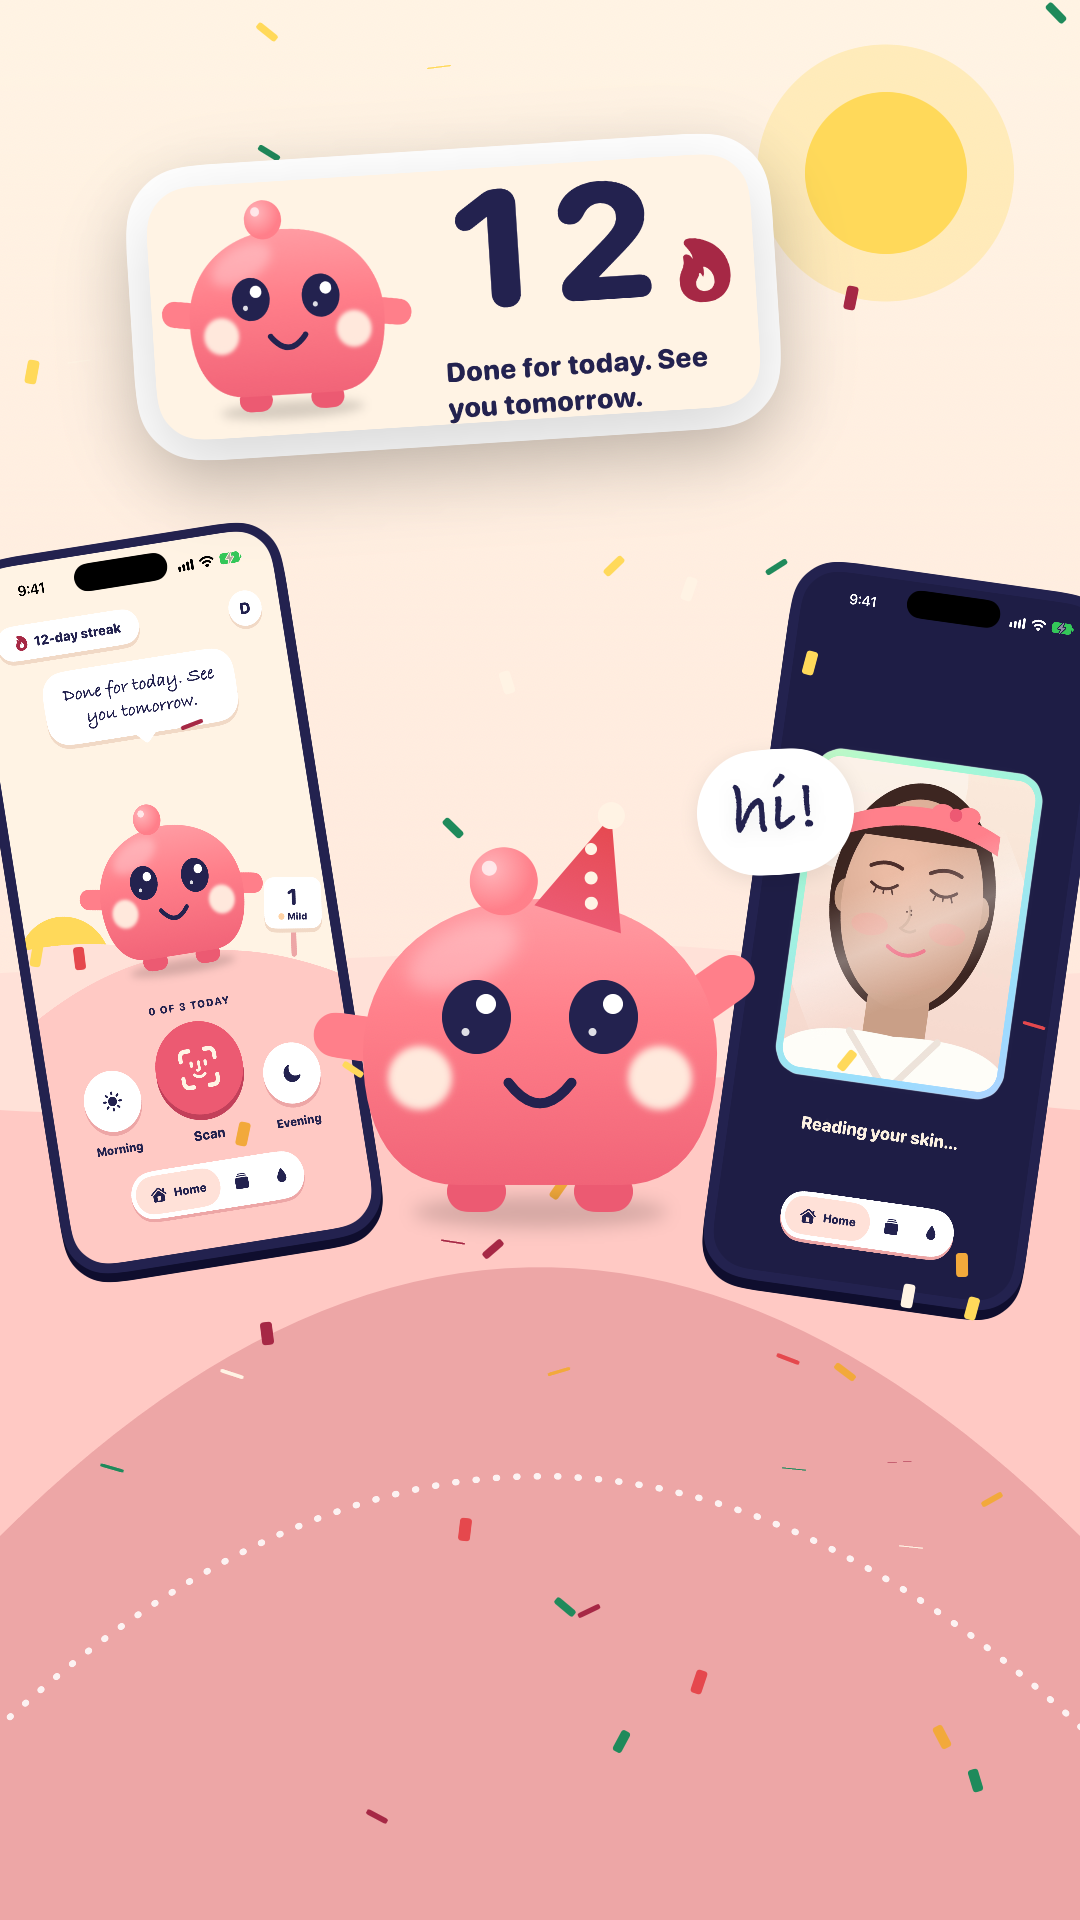 12
Done for today. See
you tomorrow.
9:41
12-day streak
D
Done for today. See
you tomorrow.
1
Mild
0 OF 3 TODAY
Morning
Scan
Evening
Home
hi!
9:41
Reading your skin...
Home